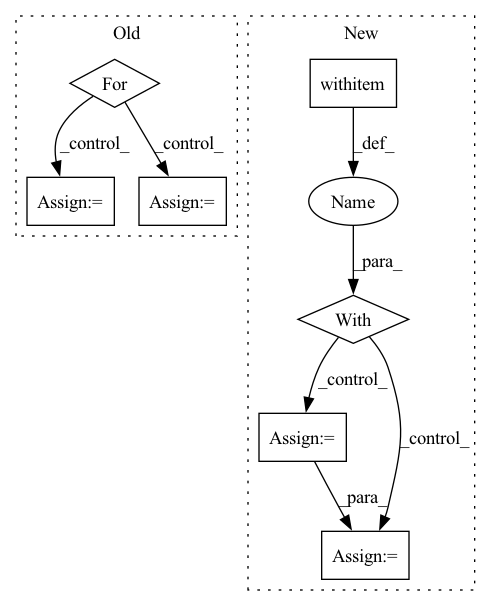 Old
New
For
withitem
_control_
_control_
_def_
Assign:=
Assign:=
Name
_para_
With
_control_
_control_
Assign:=
_para_
Assign:=